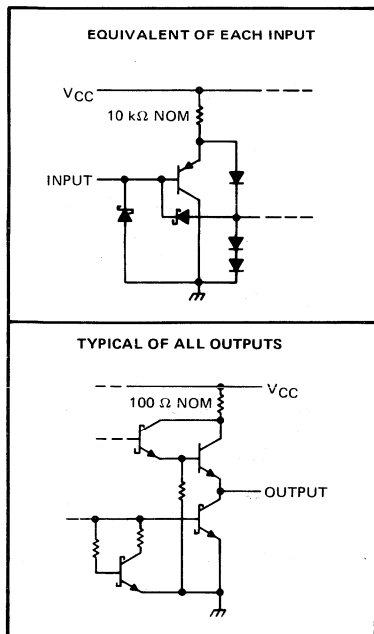 EQUIVALENT OF EACH INPUT
VCC
10 kΩ NOM
INPUT
TYPICAL OF ALL OUTPUTS
VCC
100 Ω NOM
OUTPUT